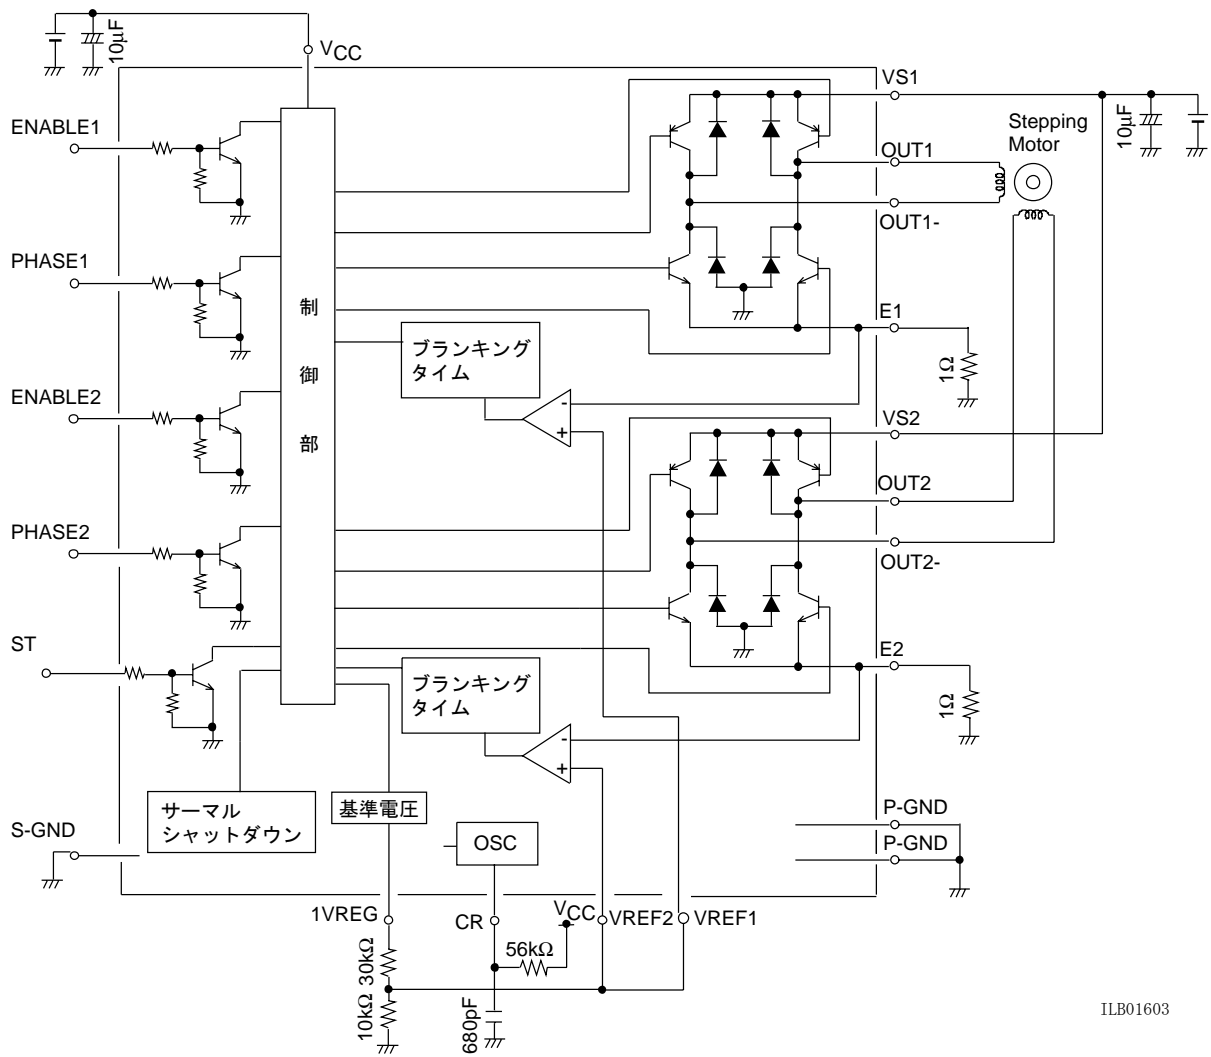 10μF
VCC
VS1
ENABLE1
10μF
Stepping
Motor
OUT1
OUT1-
PHASE1
制
御
部
E1
ブランキング
タイム
1Ω
-
+
ENABLE2
VS2
OUT2
PHASE2
OUT2-
ST
E2
ブランキング
タイム
1Ω
-
+
サーマル
シャットダウン
基準電圧
P-GND
S-GND
OSC
P-GND
1VREG
CR
VCC
VREF2
VREF1
30kΩ
56kΩ
10kΩ
680pF
ILB01603